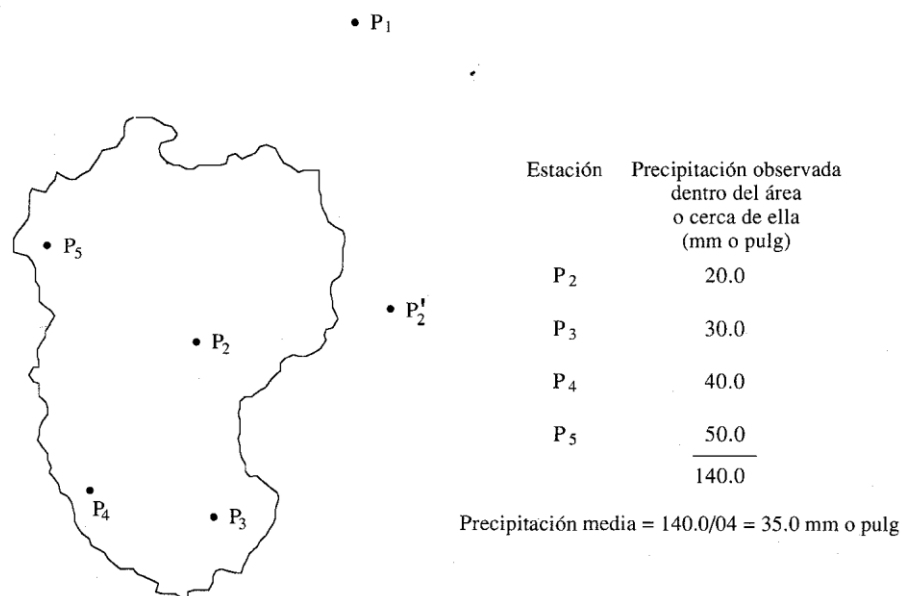 P1
P5
P2'
P2
P4
P3
Estación Precipitación observada
dentro del área
o cerca de ella
(mm o pulg)
P2 20.0
P3 30.0
P4 40.0
P5 50.0
140.0
Precipitación media = 140.0/04 = 35.0 mm o pulg